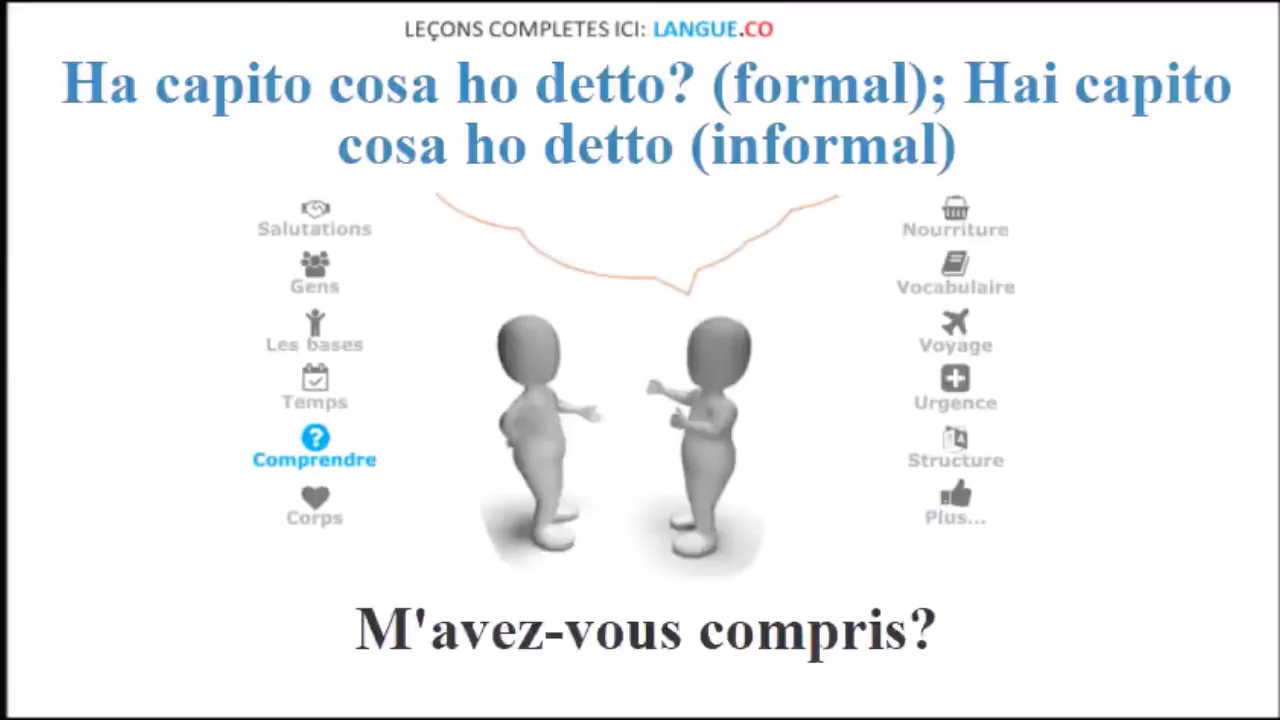 LEÇONS COMPLETES ICI: LANGUE.CO
Ha capito cosa ho detto? (formal); Hai capito
cosa ho detto (informal)
Salutations
Gens
Les bases
Temps
Comprendre
Corps
Nourriture
Vocabulaire
Voyage
Urgence
Structure
Plus...
M'avez-vous compris?